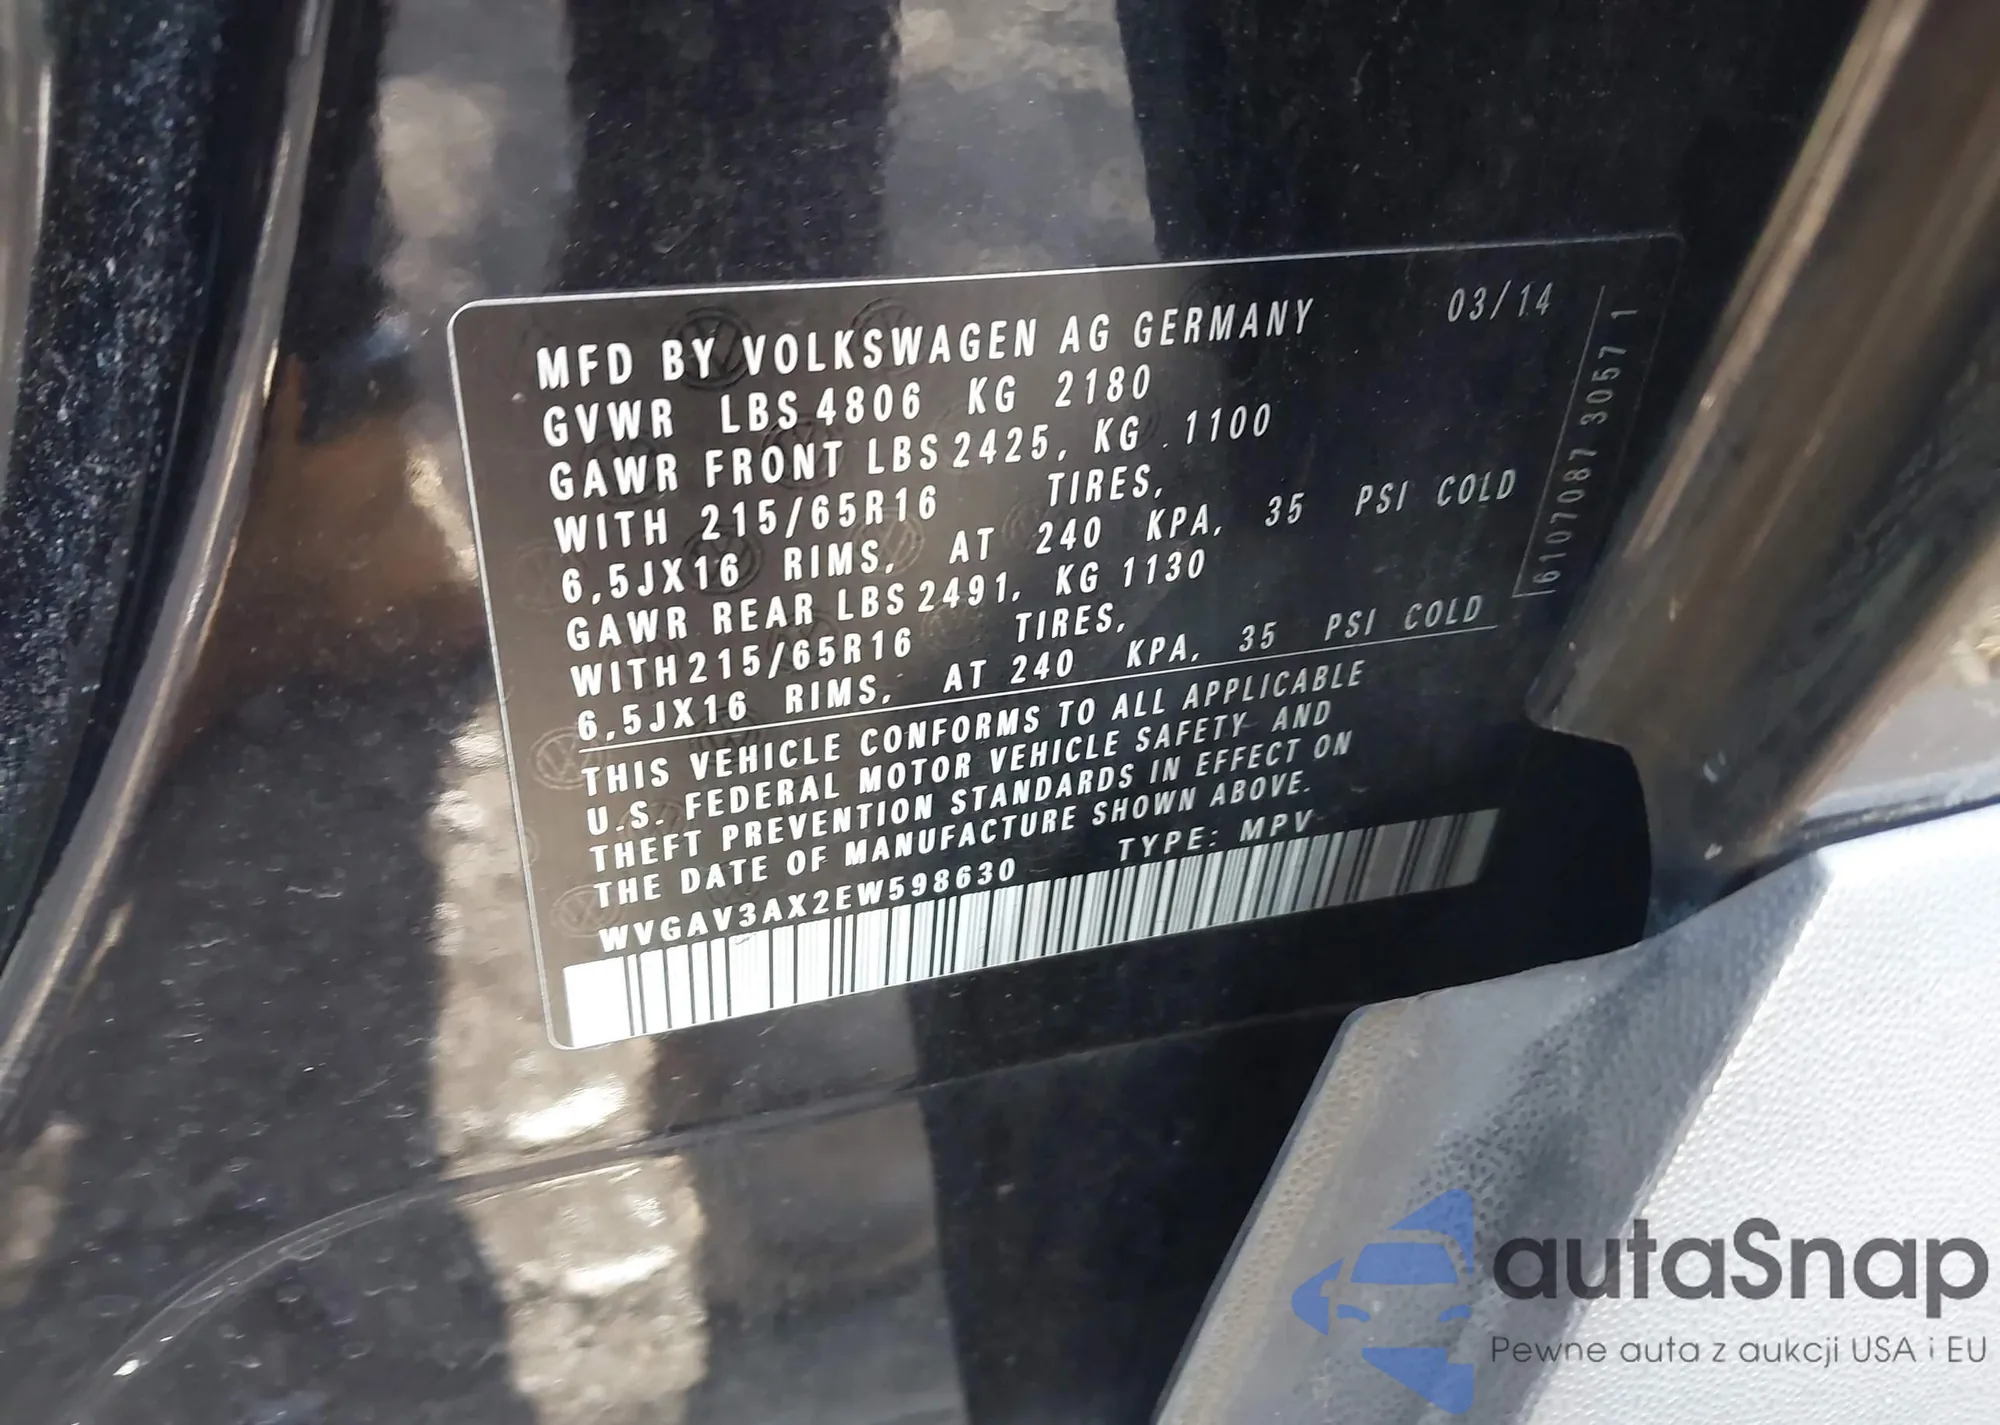 MFD BY VOLKSWAGEN AG GERMANY 03/14
GVWR LBS 4806 KG 2180
GAWR FRONT LBS 2425, KG 1100
WITH 215/65R16 TIRES,
6,5JX16 RIMS, AT 240 KPA, 35 PSI COLD
GAWR REAR LBS 2491, KG 1130
WITH 215/65R16 TIRES,
6,5JX16 RIMS, AT 240 KPA, 35 PSI COLD
THIS VEHICLE CONFORMS TO ALL APPLICABLE
U.S. FEDERAL MOTOR VEHICLE SAFETY AND
THEFT PREVENTION STANDARDS IN EFFECT ON
THE DATE OF MANUFACTURE SHOWN ABOVE.
WVGAV3AX2EW598630 TYPE: MPV
6107087 3057 1
autaSnap
Pewne auta z aukcji USA i EU